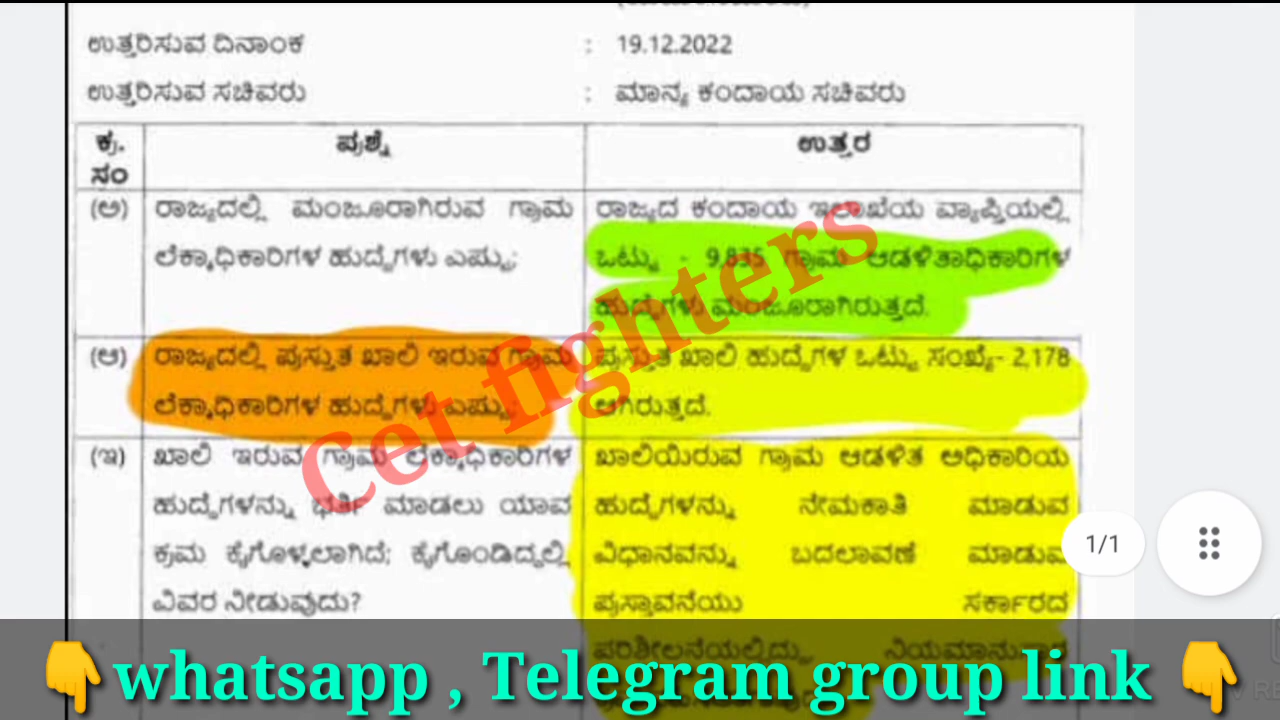 ಉತ್ತರಿಸುವ ದಿನಾಂಕ : 19.12.2022
ಉತ್ತರಿಸುವ ಸಚಿವರು : ಮಾನ್ಯ ಕಂದಾಯ ಸಚಿವರು
ಕ್ರ. ಸಂ
ಪ್ರಶ್ನೆ
ಉತ್ತರ
(ಅ)
ರಾಜ್ಯದಲ್ಲಿ ಮಂಜೂರಾಗಿರುವ ಗ್ರಾಮ
ಲೆಕ್ಕಾಧಿಕಾರಿಗಳ ಹುದ್ದೆಗಳು ಎಷ್ಟು;
ರಾಜ್ಯದ ಕಂದಾಯ ಇಲಾಖೆಯ ವ್ಯಾಪ್ತಿಯಲ್ಲಿ
ಒಟ್ಟು - 9,835 ಗ್ರಾಮ ಆಡಳಿತಾಧಿಕಾರಿಗಳ
ಹುದ್ದೆಗಳು ಮಂಜೂರಾಗಿರುತ್ತದೆ.
(ಆ)
ರಾಜ್ಯದಲ್ಲಿ ಪ್ರಸ್ತುತ ಖಾಲಿ ಇರುವ ಗ್ರಾಮ
ಲೆಕ್ಕಾಧಿಕಾರಿಗಳ ಹುದ್ದೆಗಳು ಎಷ್ಟು;
ಪ್ರಸ್ತುತ ಖಾಲಿ ಹುದ್ದೆಗಳ ಒಟ್ಟು ಸಂಖ್ಯೆ- 2,178
ಆಗಿರುತ್ತದೆ.
(ಇ)
ಖಾಲಿ ಇರುವ ಗ್ರಾಮ ಲೆಕ್ಕಾಧಿಕಾರಿಗಳ
ಹುದ್ದೆಗಳನ್ನು ಭರ್ತಿ ಮಾಡಲು ಯಾವ
ಕ್ರಮ ಕೈಗೊಳ್ಳಲಾಗಿದೆ; ಕೈಗೊಂಡಿದ್ದಲ್ಲಿ
ವಿವರ ನೀಡುವುದು?
ಖಾಲಿಯಿರುವ ಗ್ರಾಮ ಆಡಳಿತ ಅಧಿಕಾರಿಯ
ಹುದ್ದೆಗಳನ್ನು ನೇಮಕಾತಿ ಮಾಡುವ
ವಿಧಾನವನ್ನು ಬದಲಾವಣೆ ಮಾಡುವ
ಪ್ರಸ್ತಾವನೆಯು ಸರ್ಕಾರದ
ಪರಿಶೀಲನೆಯಲ್ಲಿದ್ದು, ನಿಯಮಾನುಸಾರ
Cet fighters
1/1
👇whatsapp , Telegram group link 👇